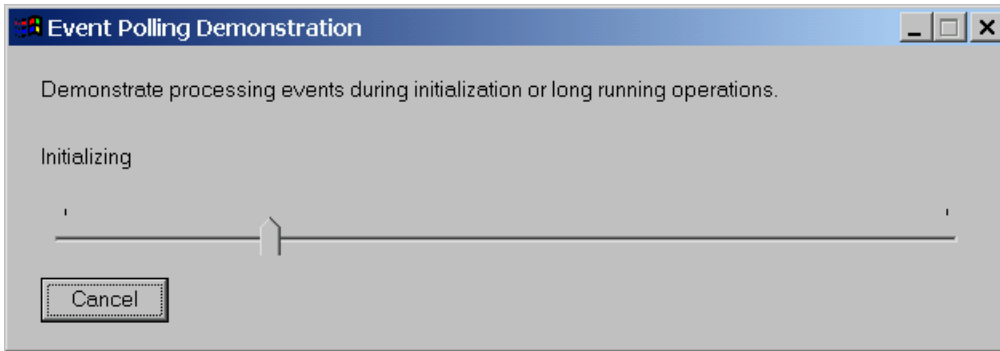 Event Polling Demonstration
Demonstrate processing events during initialization or long running operations.
Initializing
Cancel